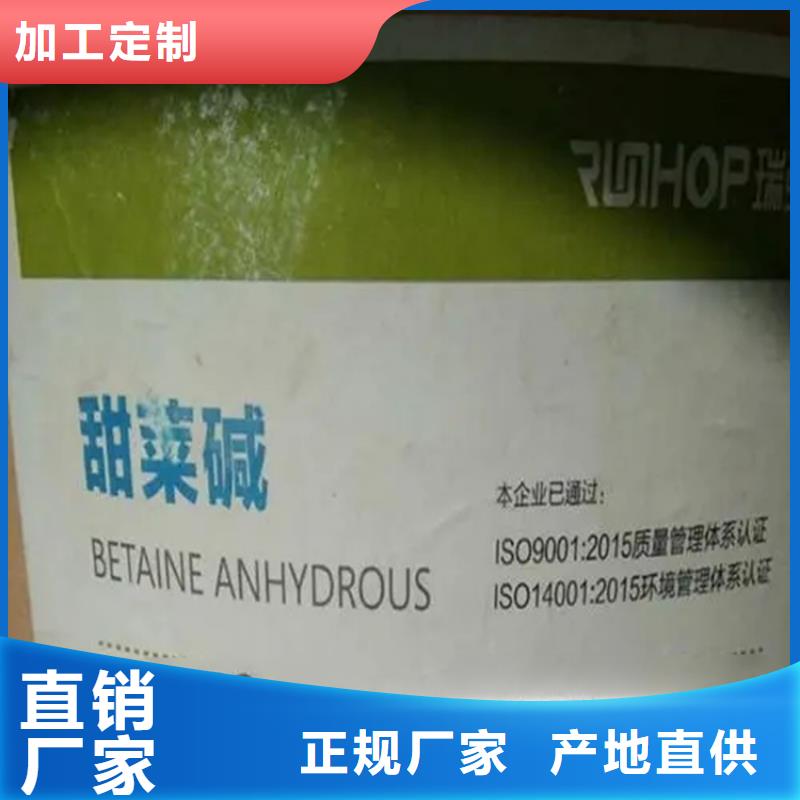 加工定制
RUNHOP 瑞
甜菜碱
BETAINE ANHYDROUS
本企业已通过:
ISO9001:2015质量管理体系认证
ISO14001:2015环境管理体系认证
直销
厂家
正规厂家 产地直供